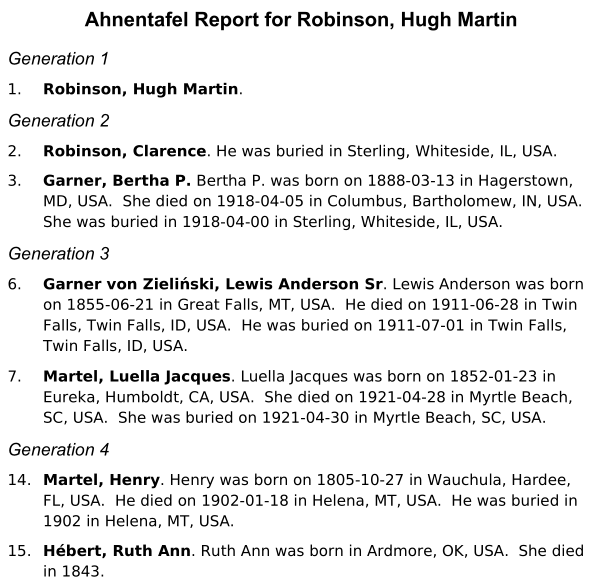 Ahnentafel Report for Robinson, Hugh Martin
Generation 1
1. Robinson, Hugh Martin.
Generation 2
2. Robinson, Clarence. He was buried in Sterling, Whiteside, IL, USA.
3. Garner, Bertha P. Bertha P. was born on 1888-03-13 in Hagerstown,
MD, USA.  She died on 1918-04-05 in Columbus, Bartholomew, IN, USA.
She was buried in 1918-04-00 in Sterling, Whiteside, IL, USA.
Generation 3
6. Garner von Zieliński, Lewis Anderson Sr. Lewis Anderson was born
on 1855-06-21 in Great Falls, MT, USA.  He died on 1911-06-28 in Twin
Falls, Twin Falls, ID, USA.  He was buried on 1911-07-01 in Twin Falls,
Twin Falls, ID, USA.
7. Martel, Luella Jacques. Luella Jacques was born on 1852-01-23 in
Eureka, Humboldt, CA, USA.  She died on 1921-04-28 in Myrtle Beach,
SC, USA.  She was buried on 1921-04-30 in Myrtle Beach, SC, USA.
Generation 4
14. Martel, Henry. Henry was born on 1805-10-27 in Wauchula, Hardee,
FL, USA.  He died on 1902-01-18 in Helena, MT, USA.  He was buried in
1902 in Helena, MT, USA.
15. Hébert, Ruth Ann. Ruth Ann was born in Ardmore, OK, USA.  She died
in 1843.